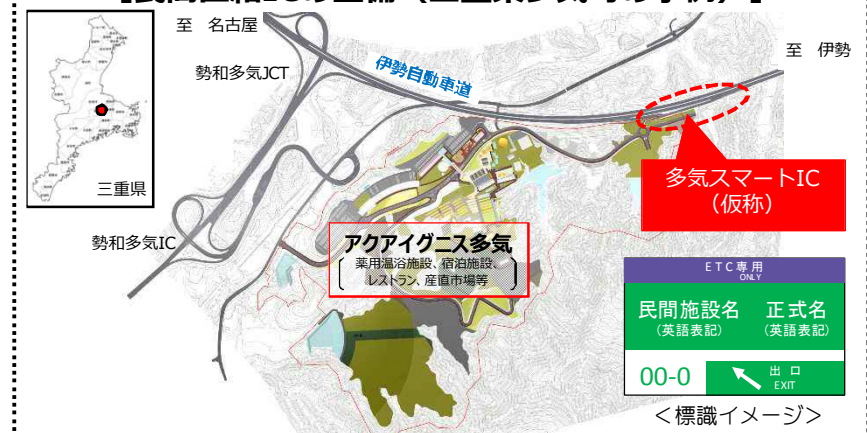 至 名古屋
至 伊勢
勢和多気JCT
伊勢自動車道
三重県
多気スマートIC
（仮称）
勢和多気IC
アクアイグニス多気
薬用温浴施設、宿泊施設、
レストラン、産直市場等
ETC専用
ONLY
民間施設名 正式名
（英語表記） （英語表記）
00-0 出口
EXIT
＜標識イメージ＞